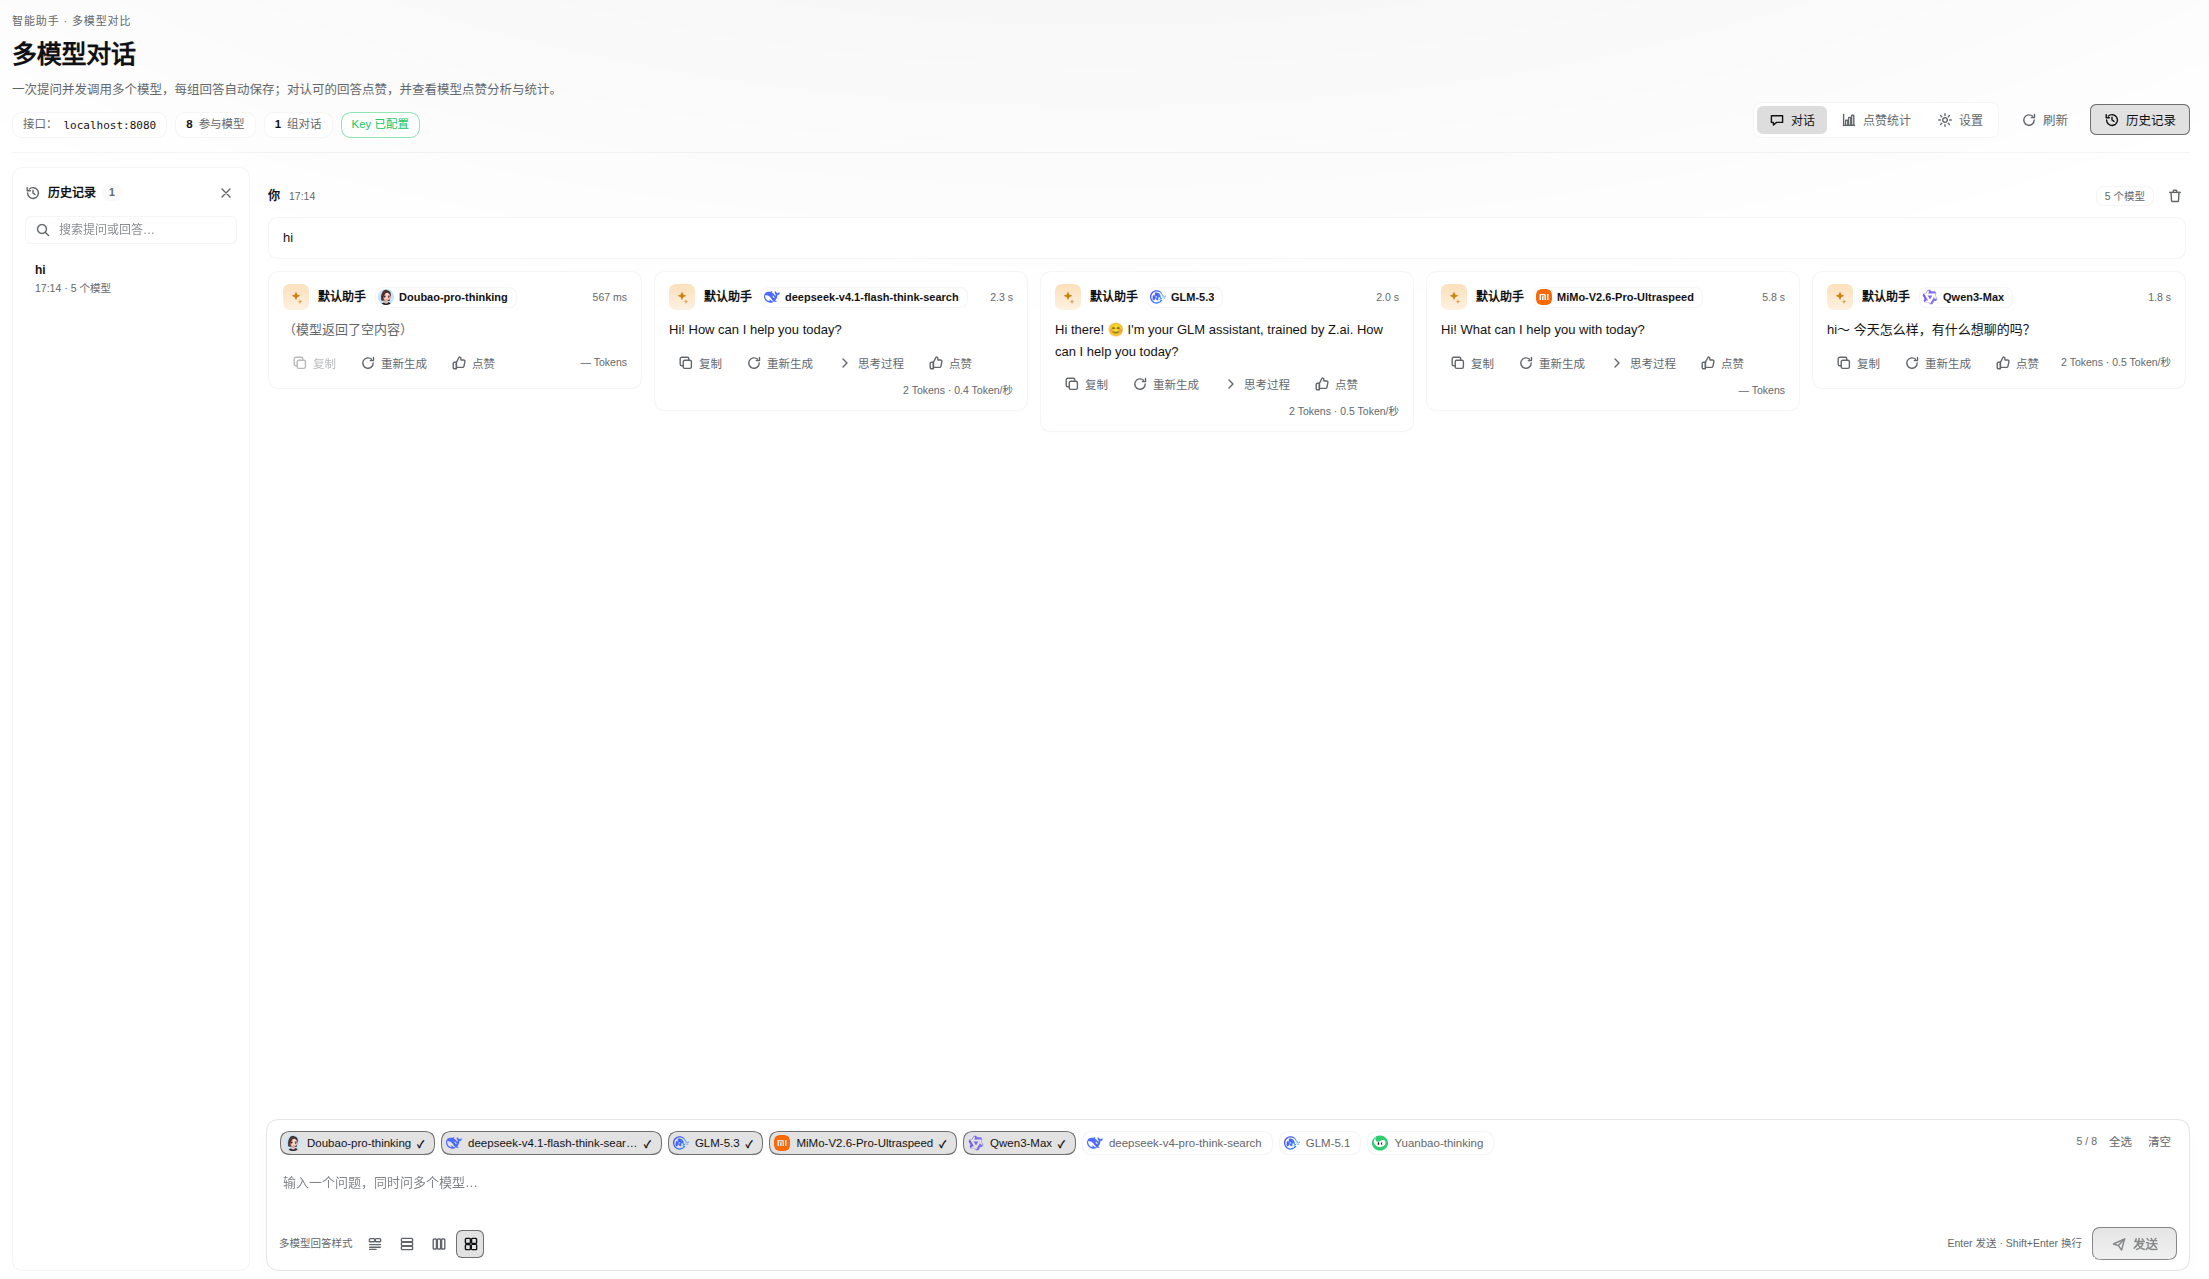 智能助手 · 多模型对比
多模型对话
一次提问并发调用多个模型，每组回答自动保存；对认可的回答点赞，并查看模型点赞分析与统计。
接口： localhost:8080 8 参与模型 1 组对话 Key 已配置
对话 点赞统计 设置 刷新 历史记录
历史记录 1
搜索提问或回答…
hi
17:14 · 5 个模型
你 17:14 5 个模型
hi
默认助手 Doubao-pro-thinking 567 ms
（模型返回了空内容）
复制 重新生成 点赞 — Tokens
默认助手 deepseek-v4.1-flash-think-search 2.3 s
Hi! How can I help you today?
复制 重新生成 思考过程 点赞
2 Tokens · 0.4 Token/秒
默认助手 GLM-5.3 2.0 s
Hi there! 😊 I'm your GLM assistant, trained by Z.ai. How
can I help you today?
复制 重新生成 思考过程 点赞
2 Tokens · 0.5 Token/秒
默认助手 MiMo-V2.6-Pro-Ultraspeed 5.8 s
Hi! What can I help you with today?
复制 重新生成 思考过程 点赞
— Tokens
默认助手 Qwen3-Max 1.8 s
hi～ 今天怎么样，有什么想聊的吗？
复制 重新生成 点赞 2 Tokens · 0.5 Token/秒
Doubao-pro-thinking ✓ deepseek-v4.1-flash-think-sear… ✓ GLM-5.3 ✓ MiMo-V2.6-Pro-Ultraspeed ✓ Qwen3-Max ✓ deepseek-v4-pro-think-search GLM-5.1 Yuanbao-thinking 5 / 8 全选 清空
输入一个问题，同时问多个模型…
多模型回答样式 Enter 发送 · Shift+Enter 换行 发送